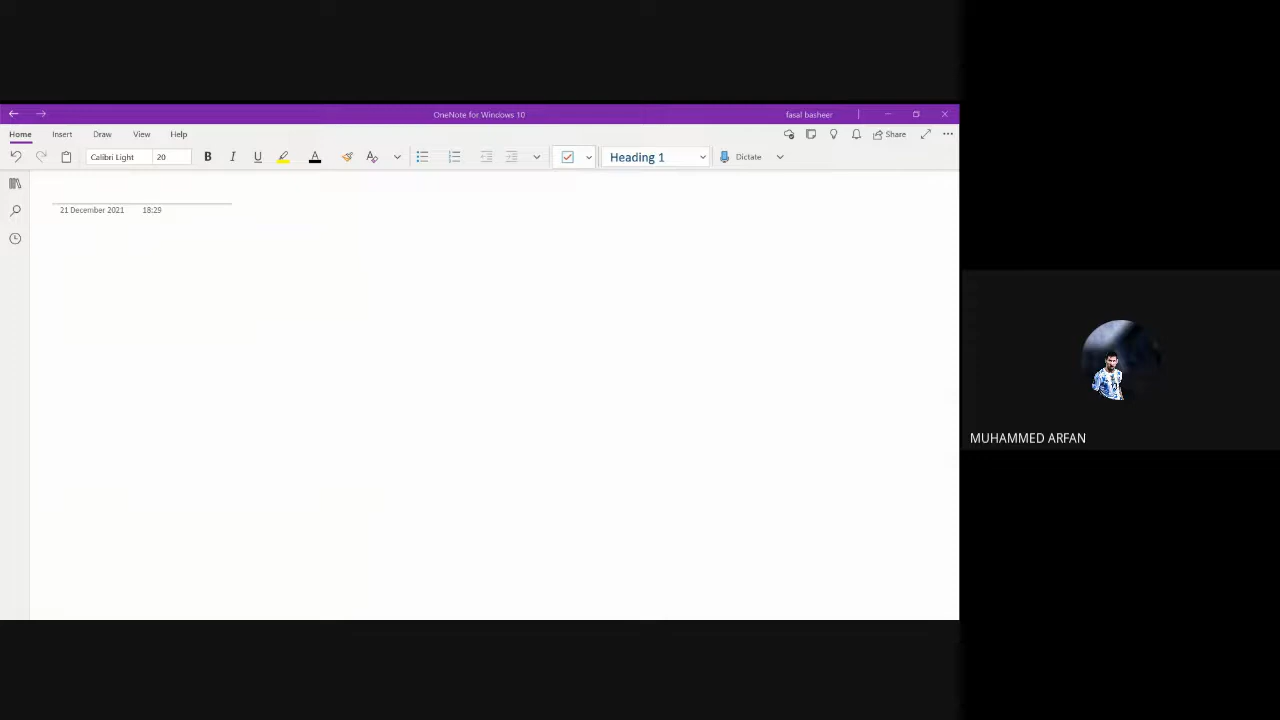 OneNote for Windows 10
fasal basheer
Home Insert Draw View Help
Share
Calibri Light 20 B I U A Heading 1 Dictate
21 December 2021 18:29
MUHAMMED ARFAN